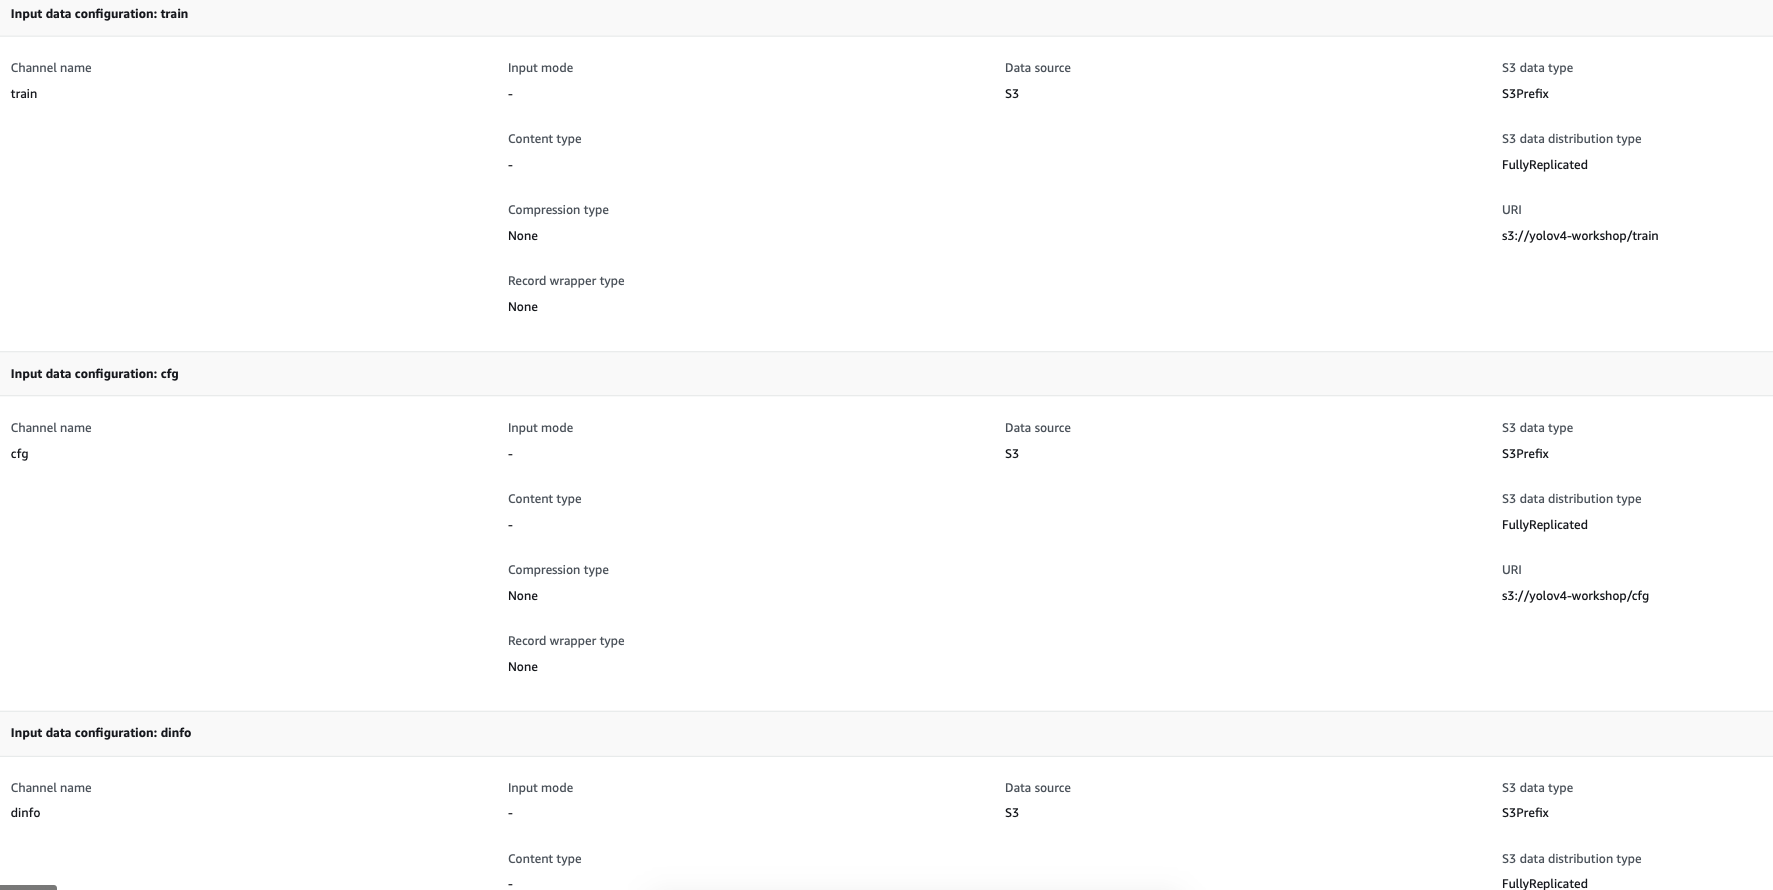 Input data configuration: train
Channel name Input mode Data source S3 data type
train - S3 S3Prefix
Content type S3 data distribution type
- FullyReplicated
Compression type URI
None s3://yolov4-workshop/train
Record wrapper type
None
Input data configuration: cfg
Channel name Input mode Data source S3 data type
cfg - S3 S3Prefix
Content type S3 data distribution type
- FullyReplicated
Compression type URI
None s3://yolov4-workshop/cfg
Record wrapper type
None
Input data configuration: dinfo
Channel name Input mode Data source S3 data type
dinfo - S3 S3Prefix
Content type S3 data distribution type
- FullyReplicated